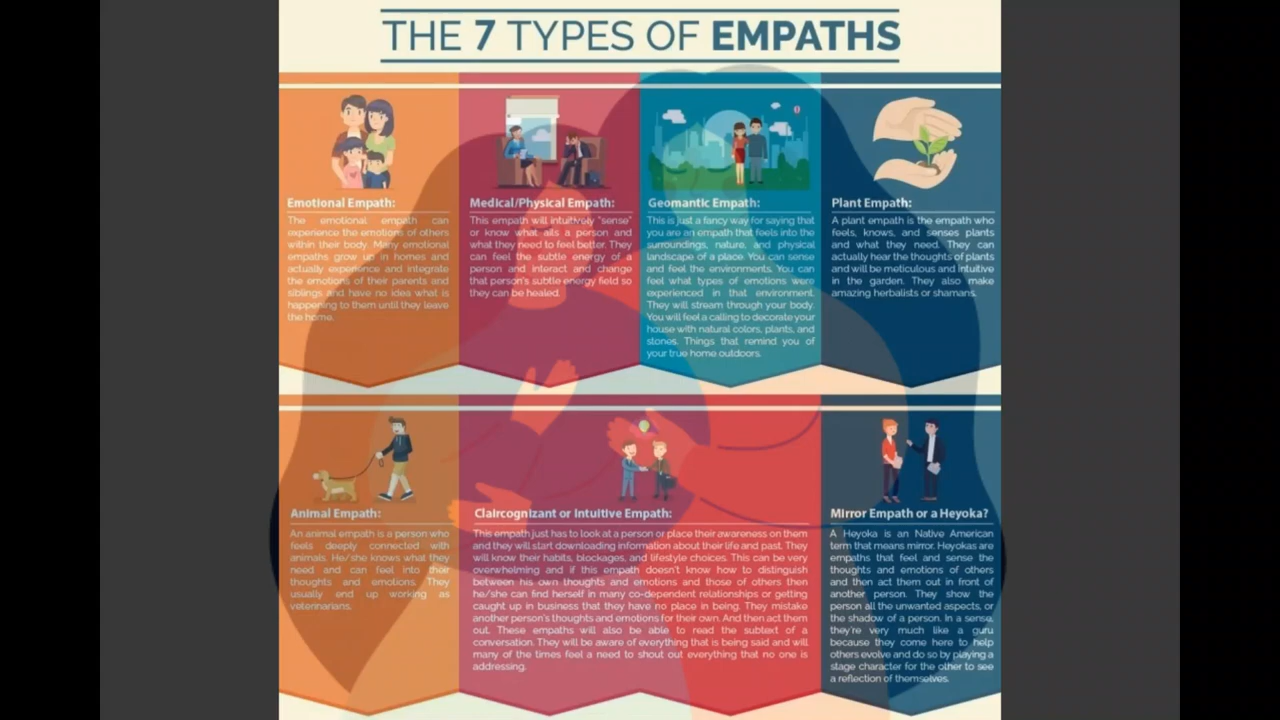 THE 7 TYPES OF EMPATHS
Emotional Empath:
The emotional empath can
experience the emotions of others
within their body. Many emotional
empaths grow up in homes and
actually experience and integrate
the emotions of their parents and
siblings and have no idea what is
happening to them until they leave
the home.
Medical/Physical Empath:
This empath will intuitively "sense"
or know what ails a person and
what they need to feel better. They
can feel the subtle energy of a
person and interact and change
that person's subtle energy field so
they can be healed.
Geomantic Empath:
This is just a fancy way for saying that
you are an empath that feels into the
surroundings, nature, and physical
landscape of a place. You can sense
and feel the environments. You can
feel what types of emotions were
experienced in that environment.
They will stream through your body.
You will feel a calling to decorate your
house with natural colors, plants, and
stones. Things that remind you of
your true home outdoors.
Plant Empath:
A plant empath is the empath who
feels, knows, and senses plants
and what they need. They can
actually hear the thoughts of plants
and will be meticulous and intuitive
in the garden. They also make
amazing herbalists or shamans.
Animal Empath:
An animal empath is a person who
feels deeply connected with
animals. He/she knows what they
need and can feel into their
thoughts and emotions. They
usually end up working as
veterinarians.
Claircognizant or Intuitive Empath:
This empath just has to look at a person or place their awareness on them
and they will start downloading information about their life and past. They
will know their habits, blockages, and lifestyle choices. This can be very
overwhelming and if this empath doesn't know how to distinguish
between his own thoughts and emotions and those of others then
he/she can find herself in many co-dependent relationships or getting
caught up in business that they have no place in being. They mistake
another person's thoughts and emotions for their own. And then act them
out. These empaths will also be able to read the subtext of a
conversation. They will be aware of everything that is being said and will
many of the times feel a need to shout out everything that no one is
addressing.
Mirror Empath or a Heyoka?
A Heyoka is an Native American
term that means mirror. Heyokas are
empaths that feel and sense the
thoughts and emotions of others
and then act them out in front of
another person. They show the
person all the unwanted aspects, or
the shadow of a person. In a sense,
they're very much like a guru
because they come here to help
others evolve and do so by playing a
stage character for the other to see
a reflection of themselves.